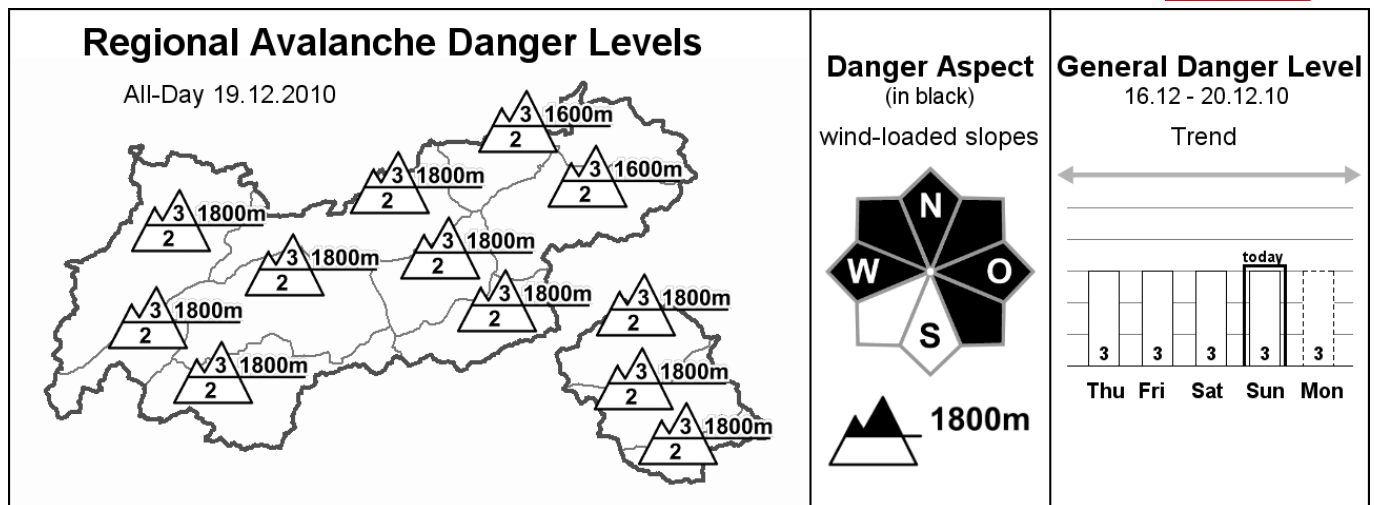 Regional Avalanche Danger Levels
All-Day 19.12.2010
3 1600m
2
3 1600m
2
3 1800m
2
3 1800m
2
3 1800m
2
3 1800m
2
3 1800m
2
3 1800m
2
3 1800m
2
3 1800m
2
3 1800m
2
3 1800m
2
Danger Aspect
(in black)
wind-loaded slopes
N
W O
S
1800m
General Danger Level
16.12 - 20.12.10
Trend
today
3 3 3 3 3
Thu Fri Sat Sun Mon